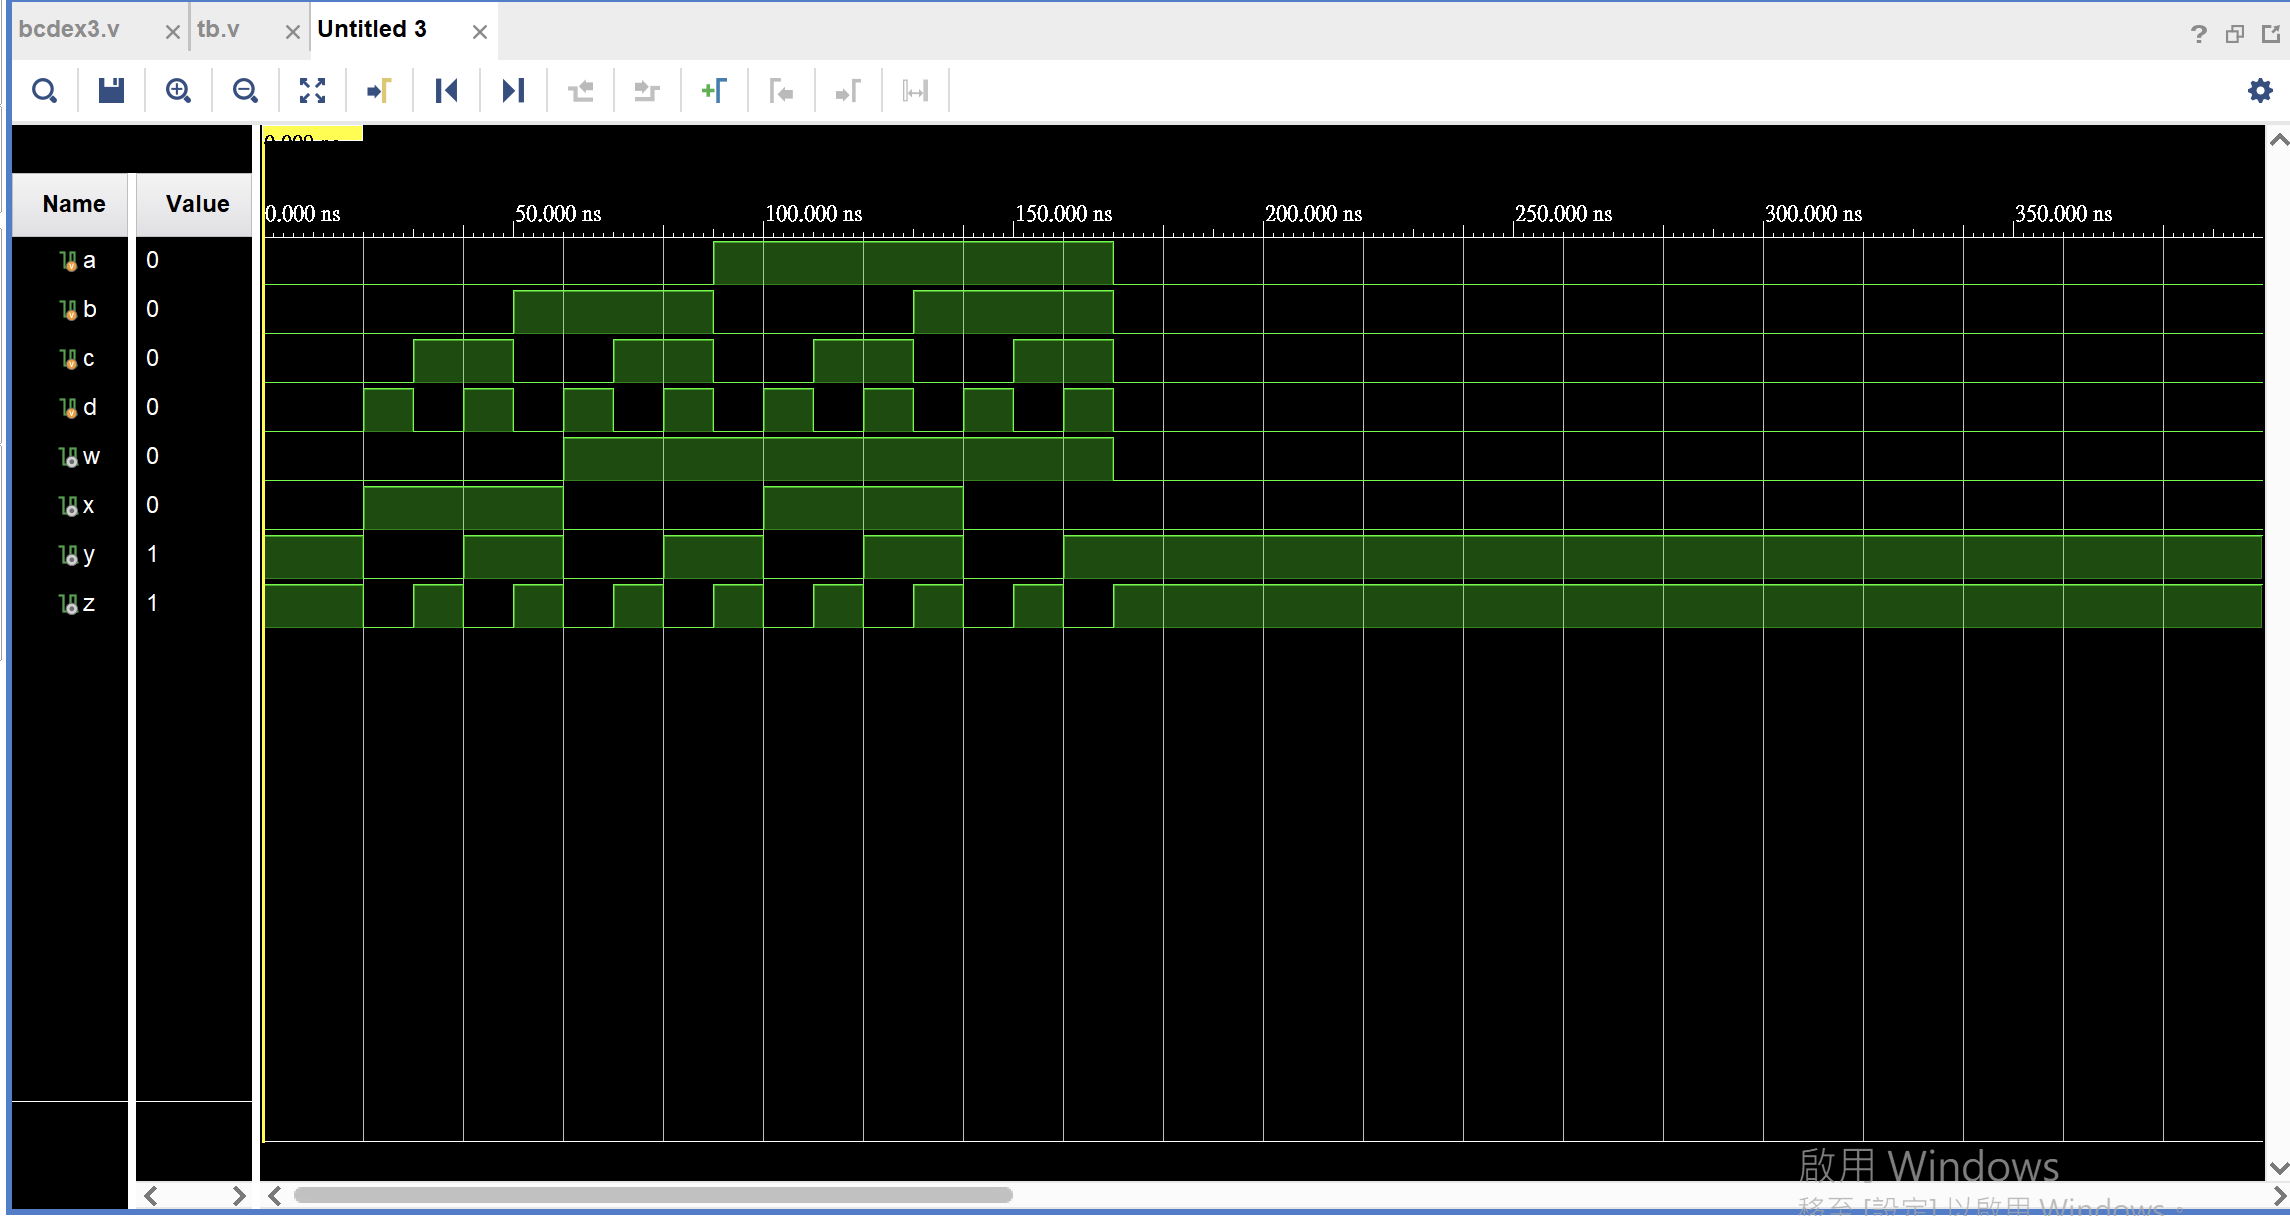 bcdex3.v tb.v Untitled 3
0.000 ns
Name Value
0.000 ns 50.000 ns 100.000 ns 150.000 ns 200.000 ns 250.000 ns 300.000 ns 350.000 ns
a 0
b 0
c 0
d 0
w 0
x 0
y 1
z 1
啟用 Windows
移至 [設定] 以啟用 Windows。